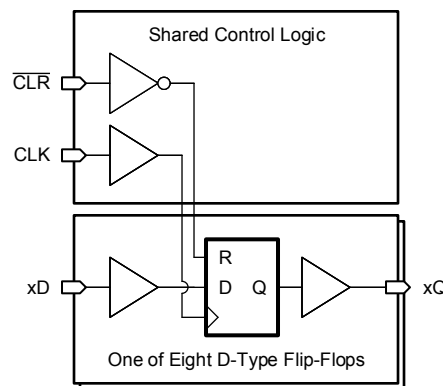 Shared Control Logic
CLR
CLK
R
xD
D Q
xQ
One of Eight D-Type Flip-Flops